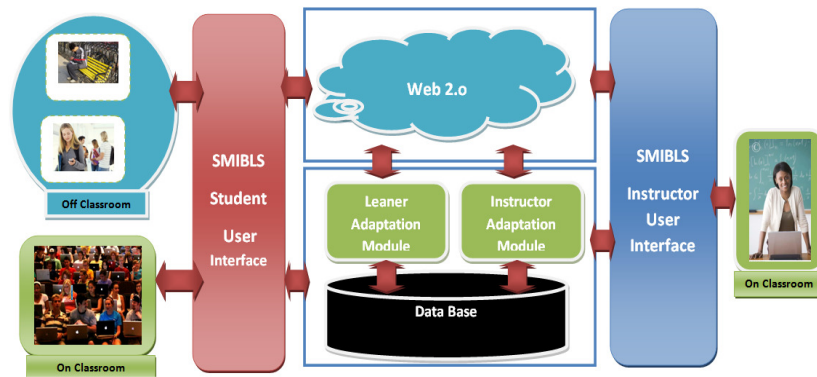 Off Classroom
On Classroom
SMIBLS
Student
User
Interface
Web 2.o
Leaner
Adaptation
Module
Instructor
Adaptation
Module
Data Base
SMIBLS
Instructor
User
Interface
On Classroom